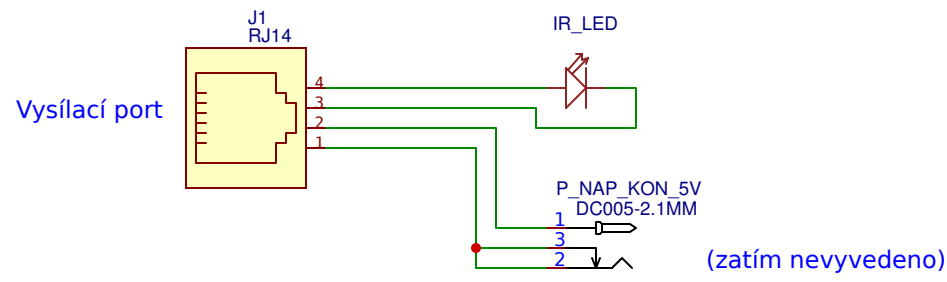 J1
RJ14
IR_LED
4
3
2
1
Vysílací port
P_NAP_KON_5V
DC005-2.1MM
1
3
2
(zatím nevyvedeno)